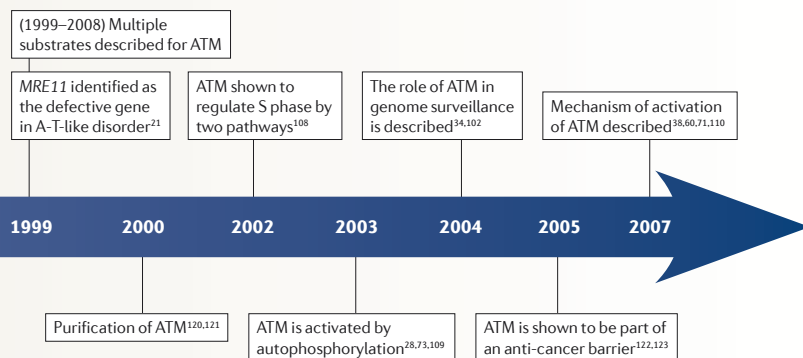 (1999–2008) Multiple
substrates described for ATM
MRE11 identified as
the defective gene
in A-T-like disorder21
ATM shown to
regulate S phase by
two pathways108
The role of ATM in
genome surveillance
is described34,102
Mechanism of activation
of ATM described38,60,71,110
1999
2000
2002
2003
2004
2005
2007
Purification of ATM120,121
ATM is activated by
autophosphorylation28,73,109
ATM is shown to be part of
an anti-cancer barrier122,123